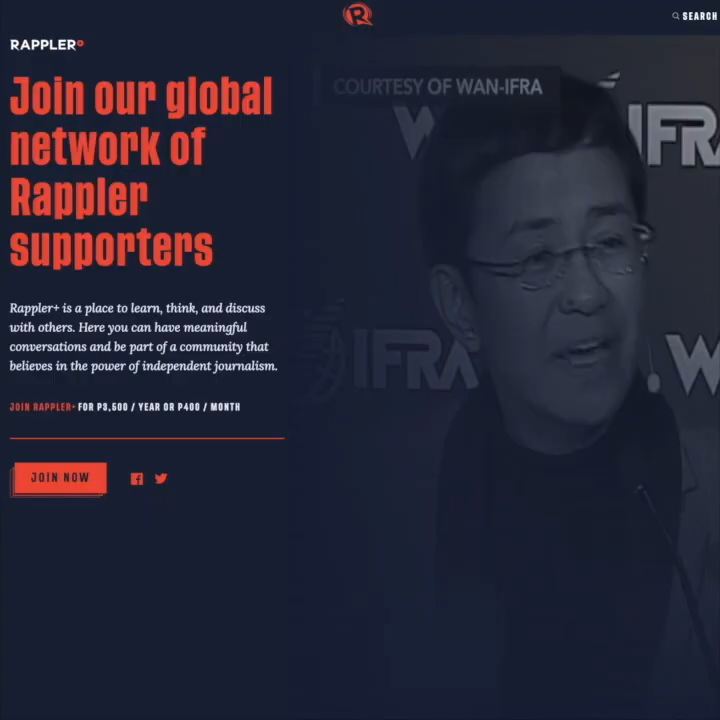 SEARCH
RAPPLER+
COURTESY OF WAN-IFRA
Join our global
network of
Rappler
supporters
Rappler+ is a place to learn, think, and discuss
with others. Here you can have meaningful
conversations and be part of a community that
believes in the power of independent journalism.
JOIN RAPPLER+ FOR P3,500 / YEAR OR P400 / MONTH
JOIN NOW
W
IFRA
IFRA
W